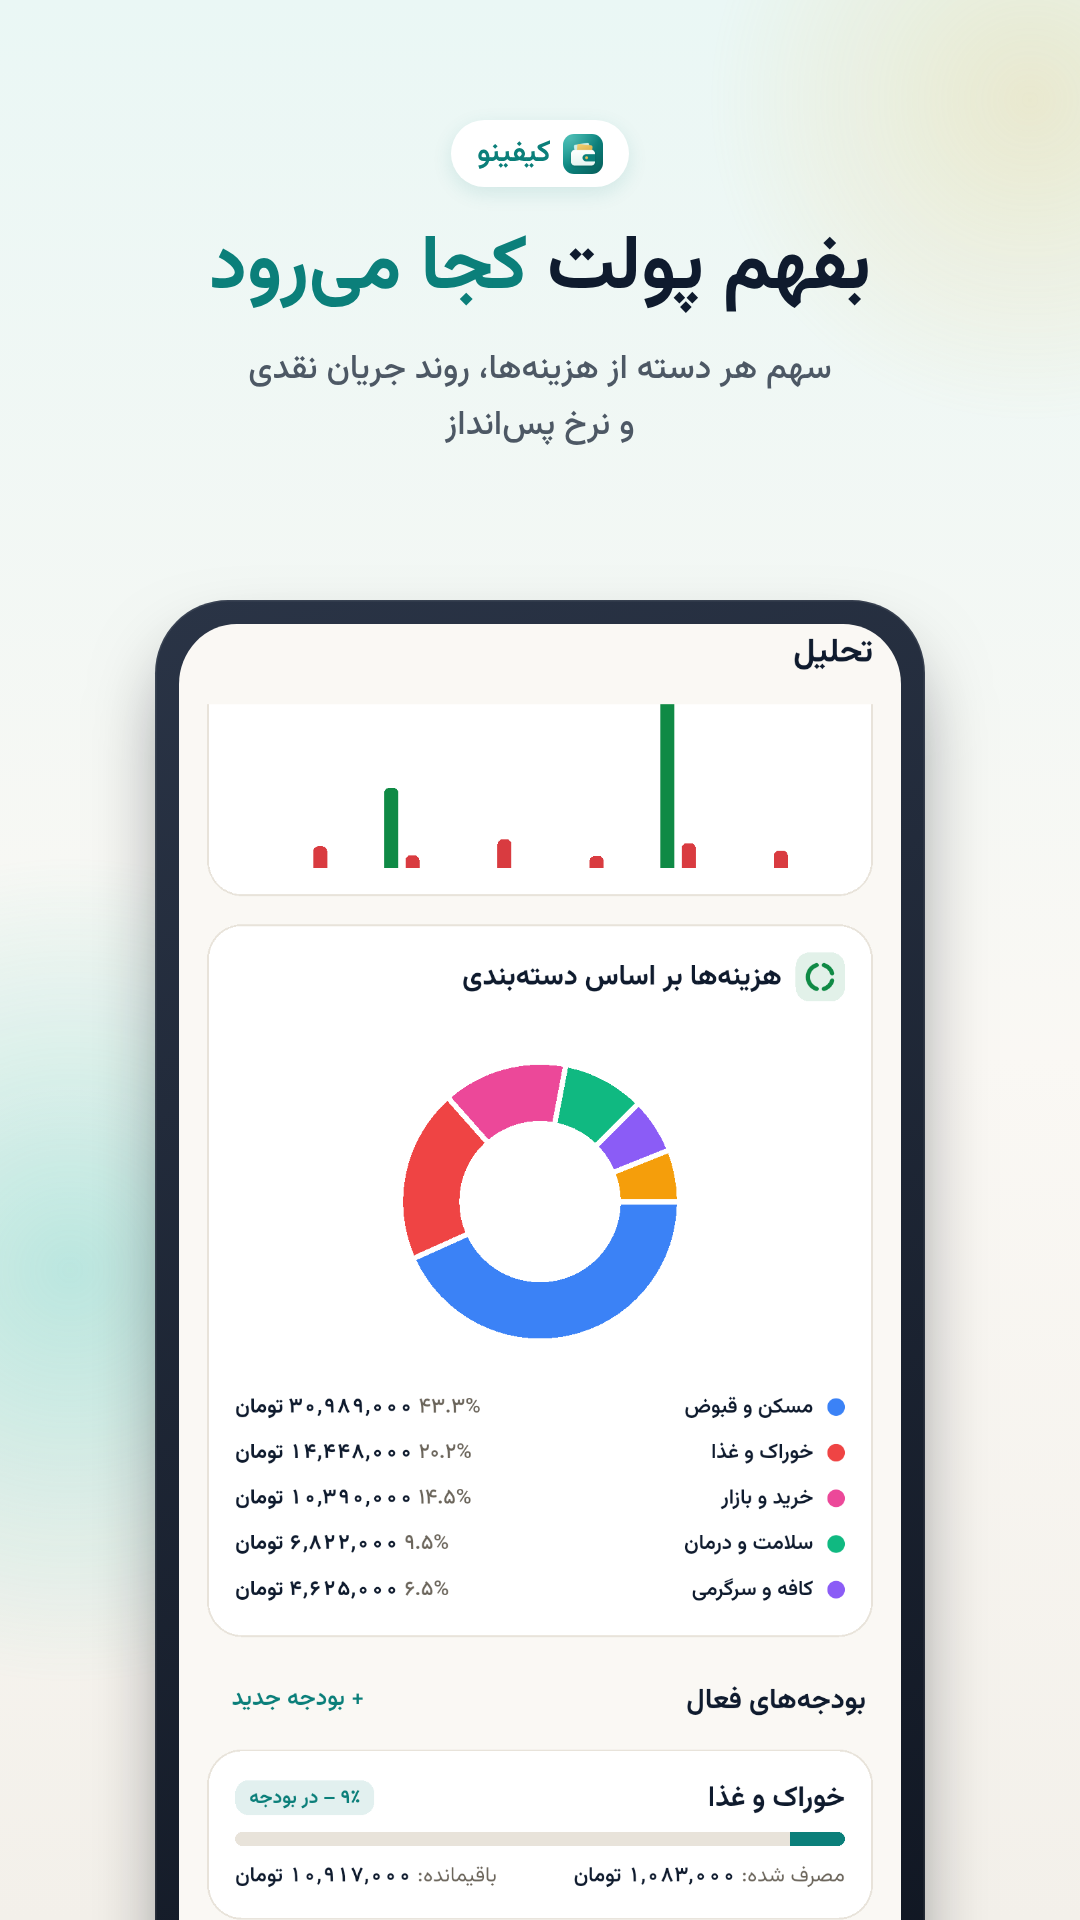 کیفینو
بفهم پولت کجا می‌رود
سهم هر دسته از هزینه‌ها، روند جریان نقدی
و نرخ پس‌انداز
تحلیل
هزینه‌ها بر اساس دسته‌بندی
مسکن و قبوض ۴۳.۳% ۳۰,۹۸۹,۰۰۰ تومان
خوراک و غذا ۲۰.۲% ۱۴,۴۴۸,۰۰۰ تومان
خرید و بازار ۱۴.۵% ۱۰,۳۹۰,۰۰۰ تومان
سلامت و درمان ۹.۵% ۶,۸۲۲,۰۰۰ تومان
کافه و سرگرمی ۶.۵% ۴,۶۲۵,۰۰۰ تومان
بودجه‌های فعال + بودجه جدید
خوراک و غذا ۹٪ – در بودجه
مصرف شده: ۱,۰۸۳,۰۰۰ تومان باقیمانده: ۱۰,۹۱۷,۰۰۰ تومان